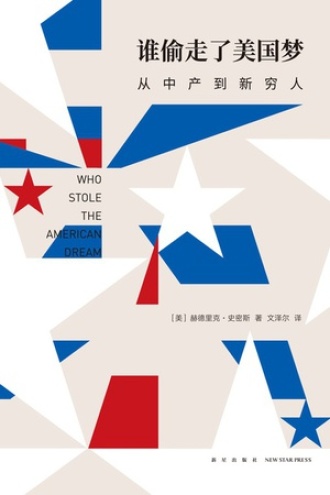 谁偷走了美国梦
从中产到新穷人
WHO
STOLE
THE
AMERICAN
DREAM
［美］赫德里克·史密斯 著 文泽尔 译
新星出版社 NEW STAR PRESS